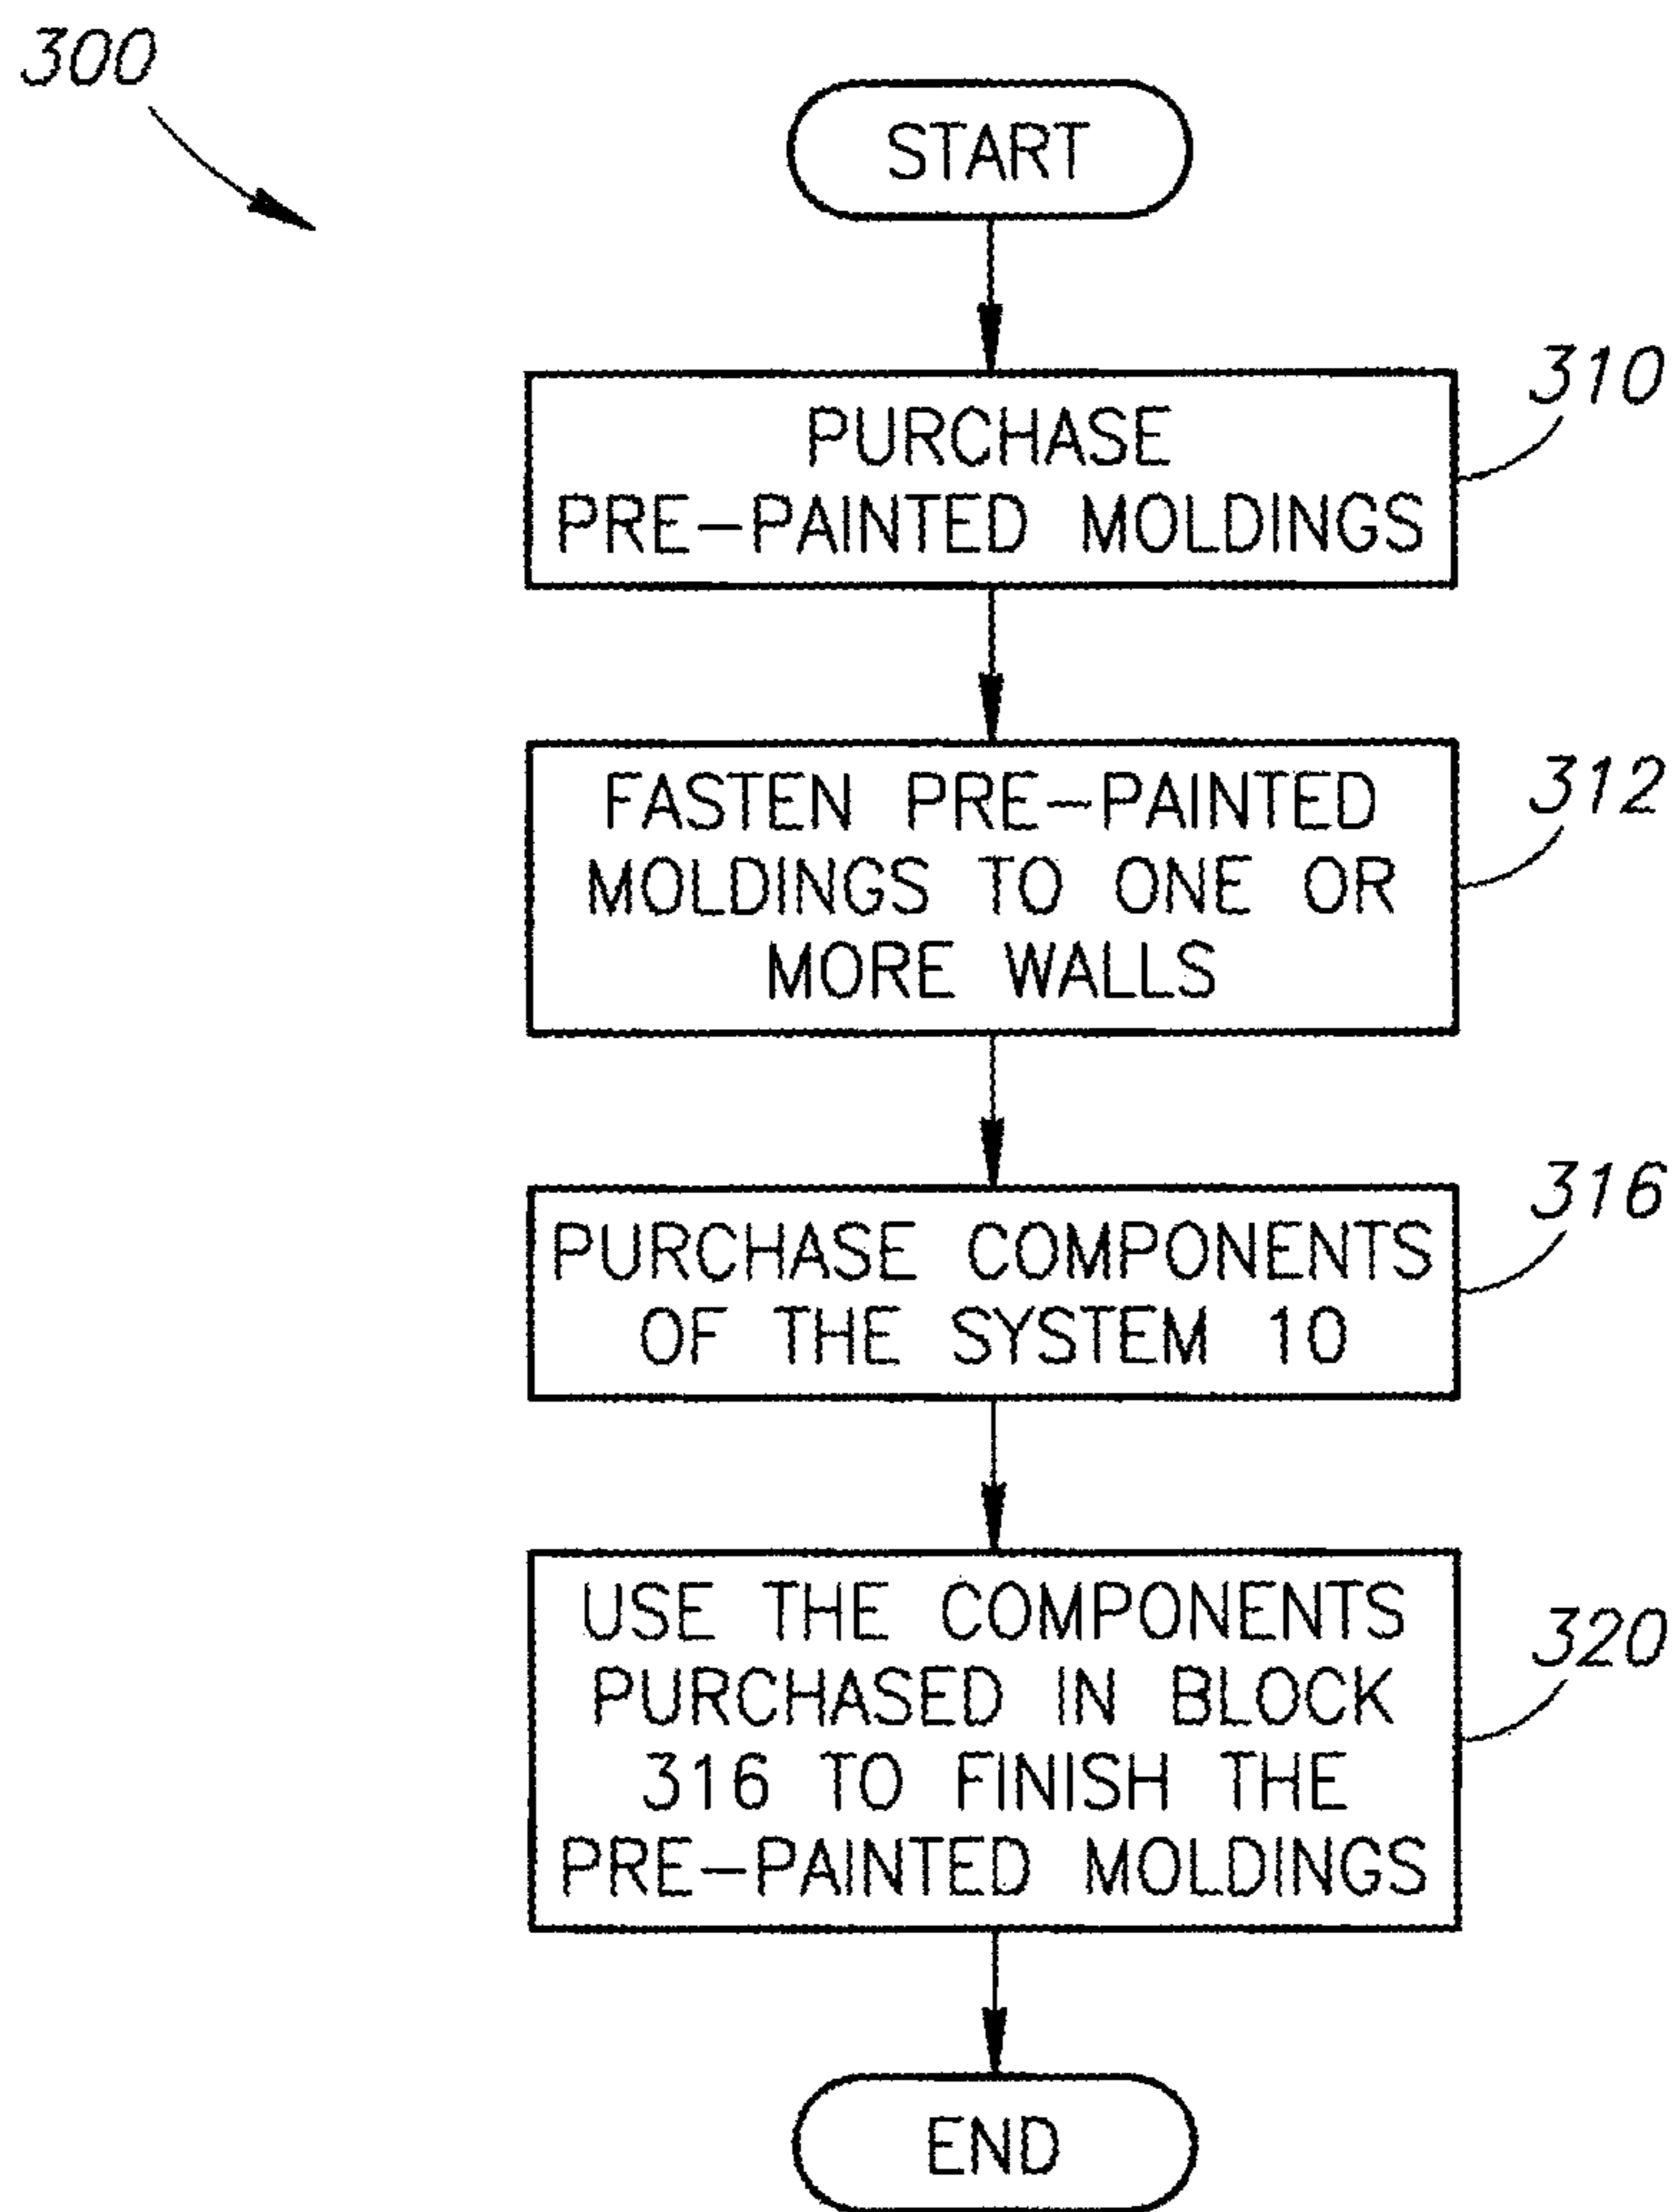 300
START
310
PURCHASE
PRE-PAINTED MOLDINGS
312
FASTEN PRE-PAINTED
MOLDINGS TO ONE OR
MORE WALLS
316
PURCHASE COMPONENTS
OF THE SYSTEM 10
320
USE THE COMPONENTS
PURCHASED IN BLOCK
316 TO FINISH THE
PRE-PAINTED MOLDINGS
END